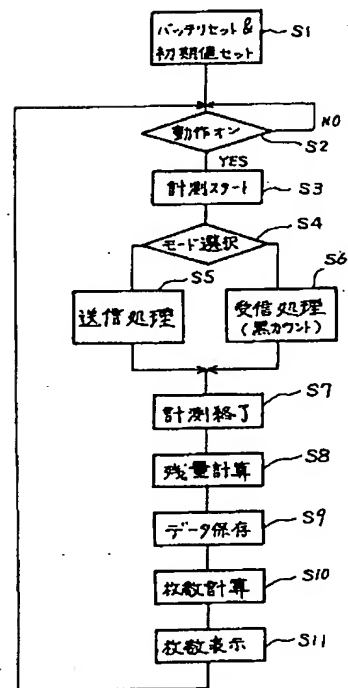 バッテリセット &
初期値セット
S1
動作オン
NO
S2
YES
計測スタート
S3
モード選択
S4
送信処理
S5
受信処理
(黒カウント)
S6
計測終了
S7
残量計算
S8
データ保存
S9
枚数計算
S10
枚数表示
S11